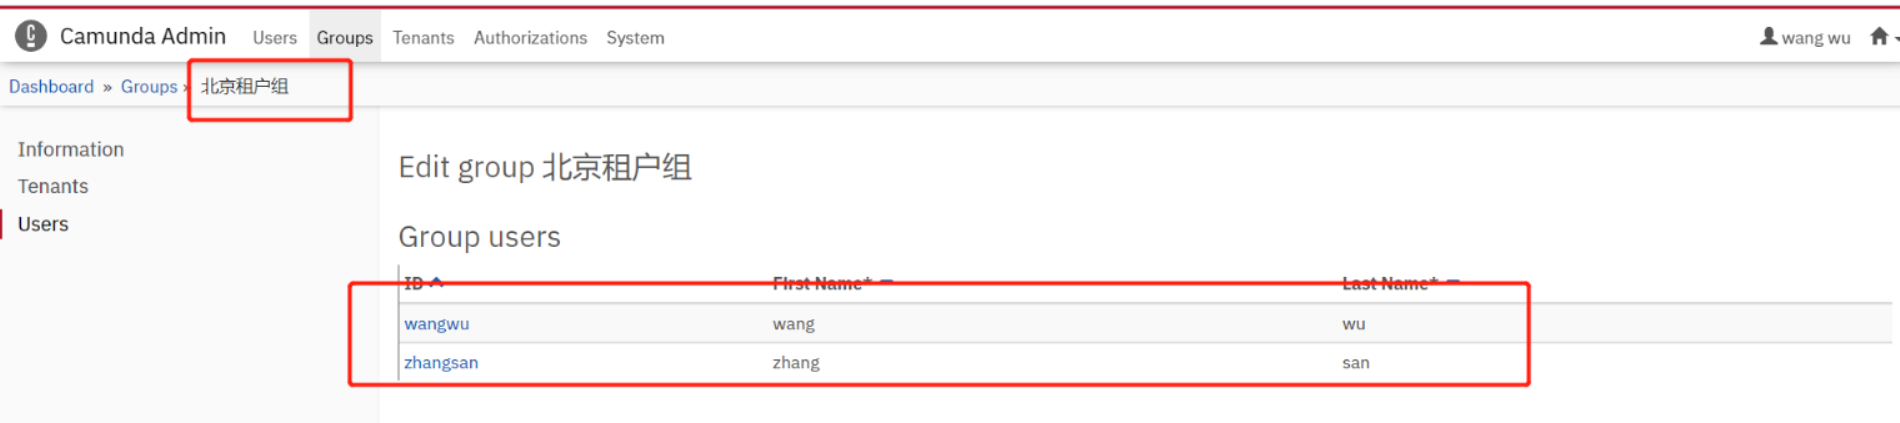 Camunda Admin Users Groups Tenants Authorizations System wang wu
Dashboard » Groups » 北京租户组
Information
Tenants
Users
Edit group 北京租户组
Group users
ID First Name* Last Name*
wangwu wang wu
zhangsan zhang san